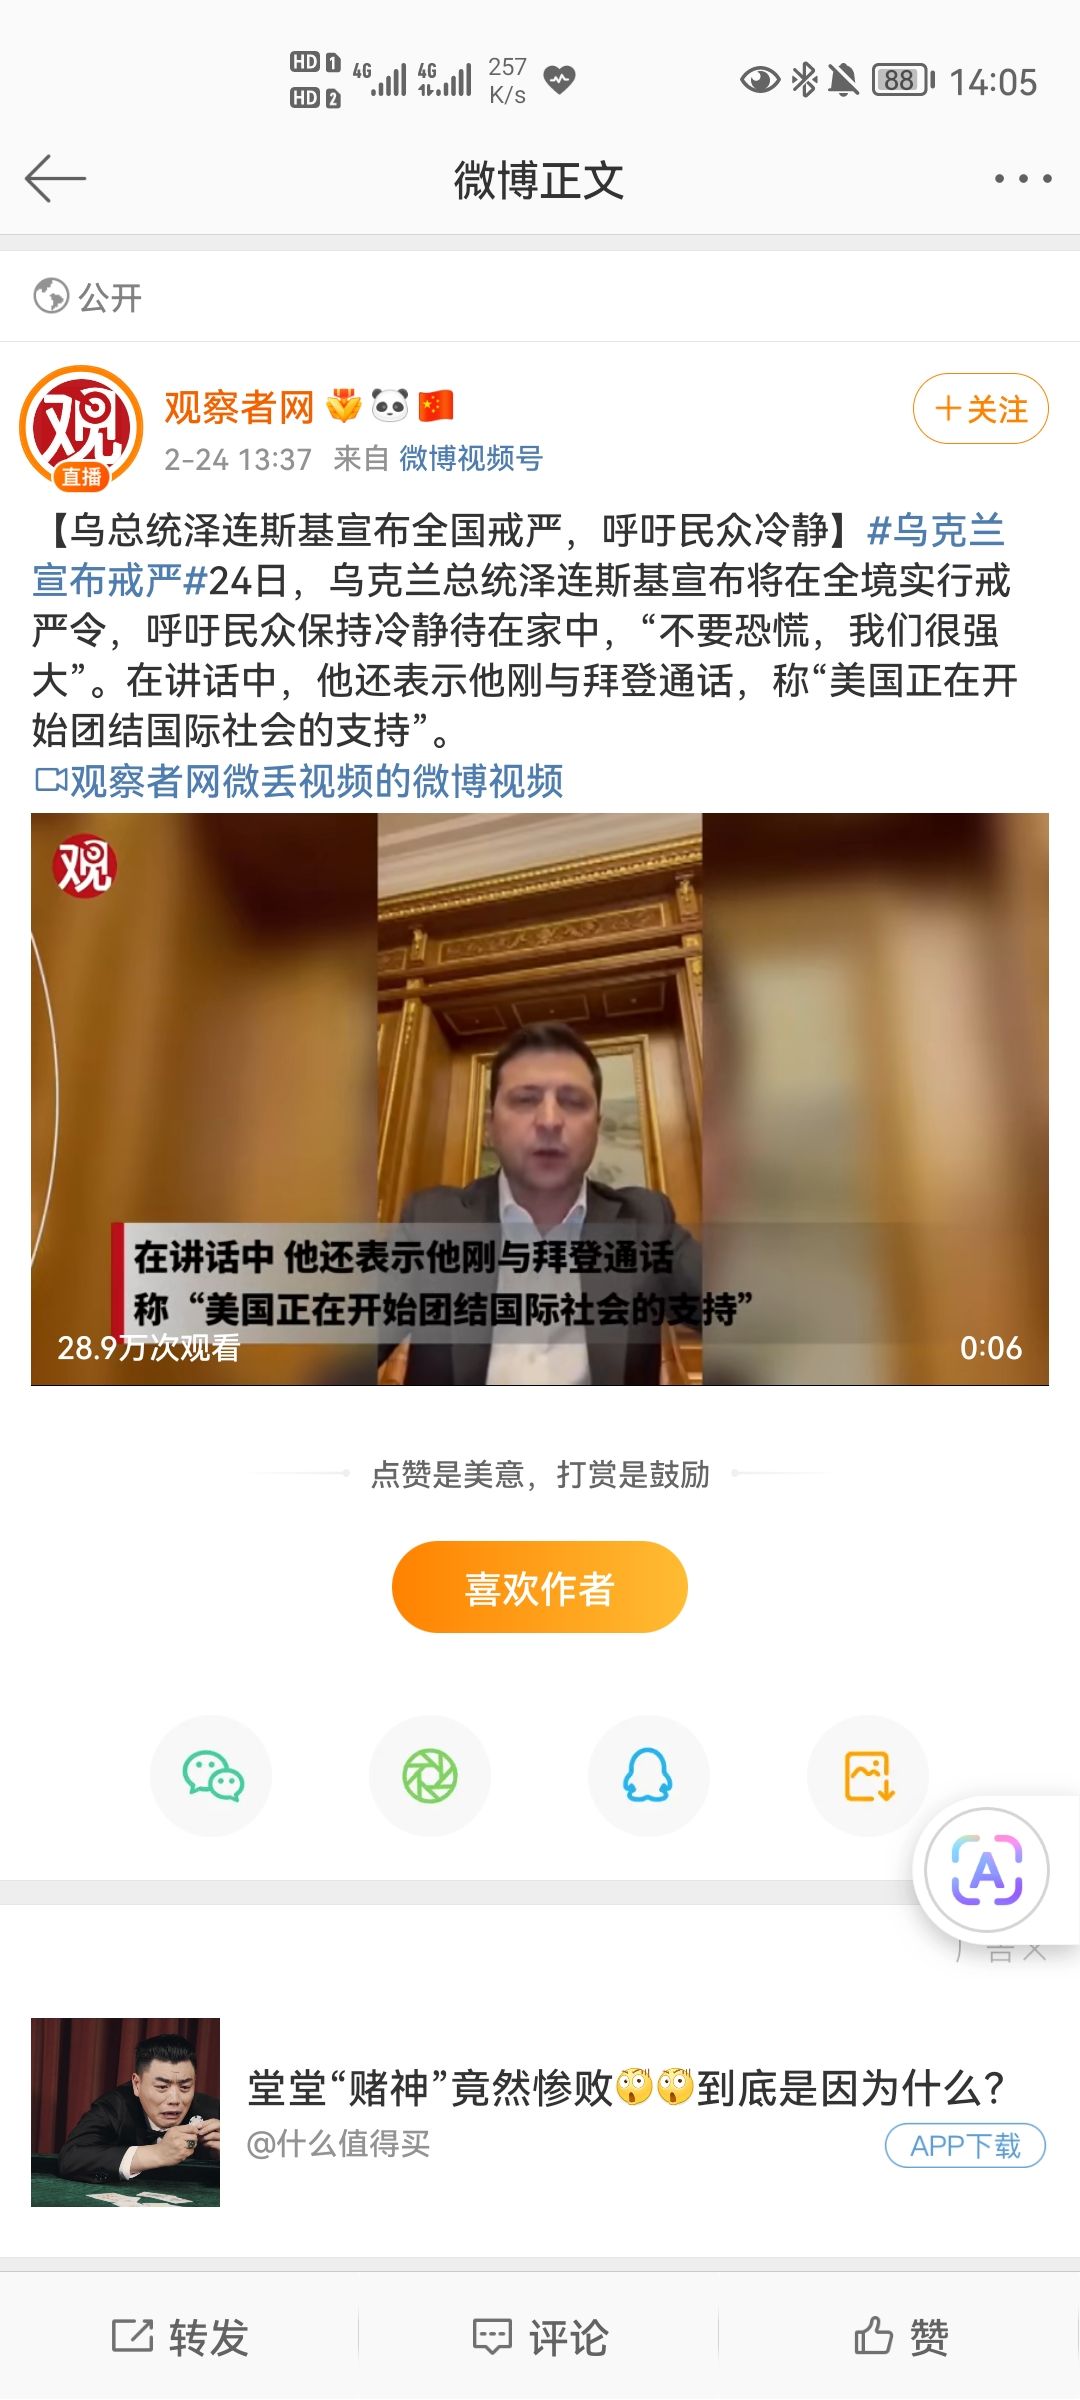 HD 1 4G 4G 257 88 14:05
HD 2 K/s
微博正文
公开
观
直播
观察者网
+关注
2-24 13:37 来自 微博视频号
【乌总统泽连斯基宣布全国戒严，呼吁民众冷静】#乌克兰
宣布戒严#24日，乌克兰总统泽连斯基宣布将在全境实行戒
严令，呼吁民众保持冷静待在家中，“不要恐慌，我们很强
大”。在讲话中，他还表示他刚与拜登通话，称“美国正在开
始团结国际社会的支持”。
观察者网微丢视频的微博视频
观
在讲话中 他还表示他刚与拜登通话
称“美国正在开始团结国际社会的支持”
28.9万次观看 0:06
点赞是美意，打赏是鼓励
喜欢作者
A
广告
堂堂“赌神”竟然惨败到底是因为什么？
@什么值得买
APP下载
转发 评论 赞